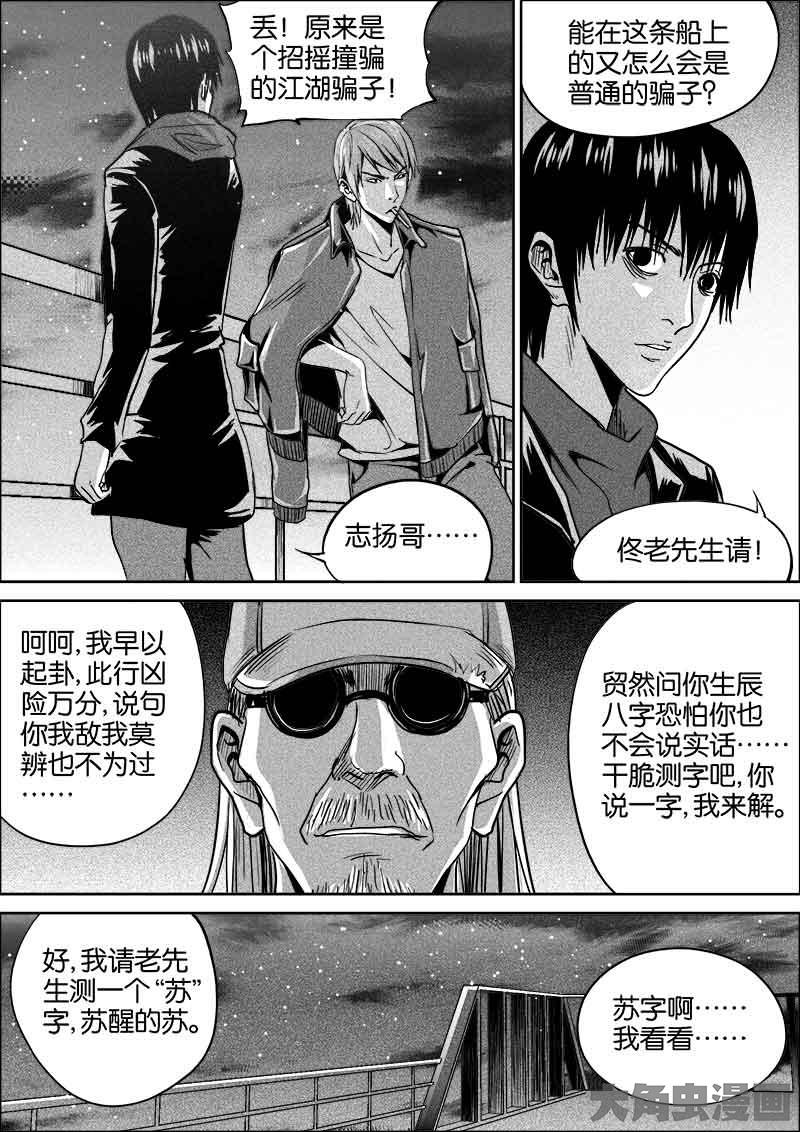 丢！原来是
个招摇撞骗
的江湖骗子！
志扬哥……
能在这条船上
的又怎么会是
普通的骗子？
佟老先生请！
呵呵，我早以
起卦，此行凶
险万分，说句
你我敌我莫
辨也不为过
……
贸然问你生辰
八字恐怕你也
不会说实话……
干脆测字吧，你
说一字，我来解。
好，我请老先
生测一个“苏”
字，苏醒的苏。
苏字啊……
我看看……
大角虫漫画